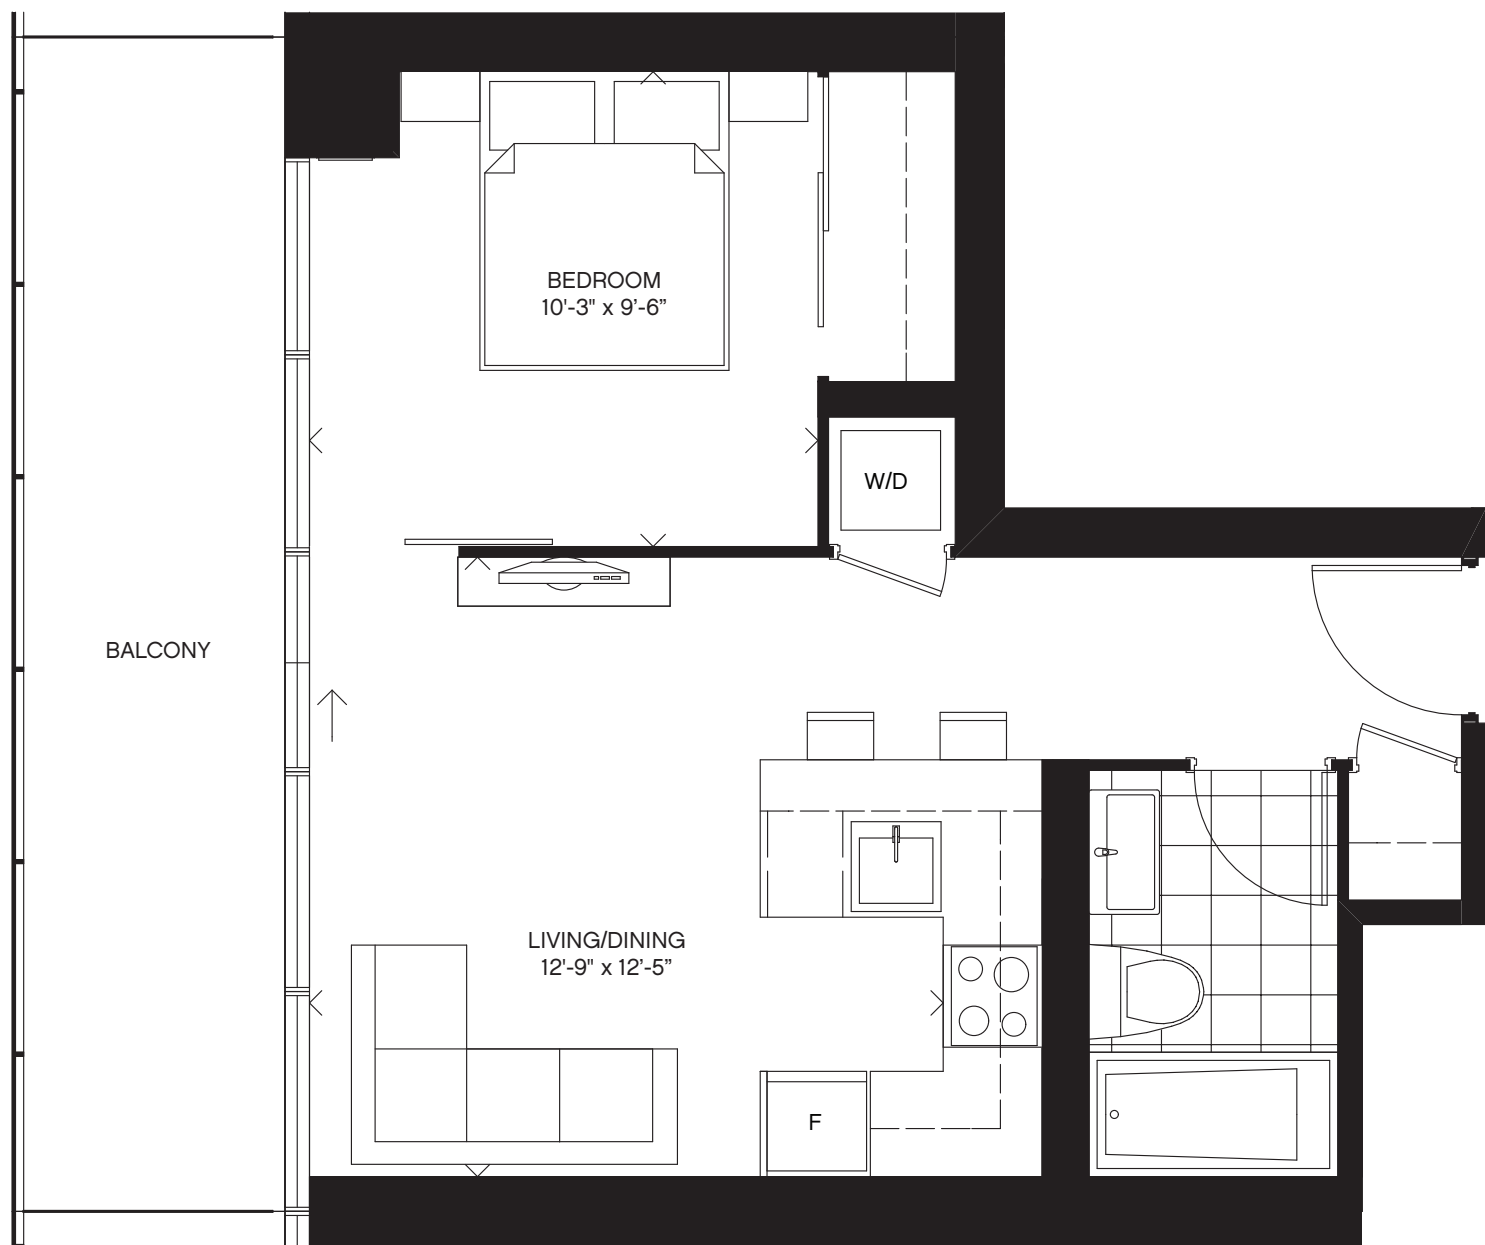 BEDROOM
10'-3" x 9’-6”
W/D
BALCONY
LIVING/DINING
12’-9" x 12’-5”
F